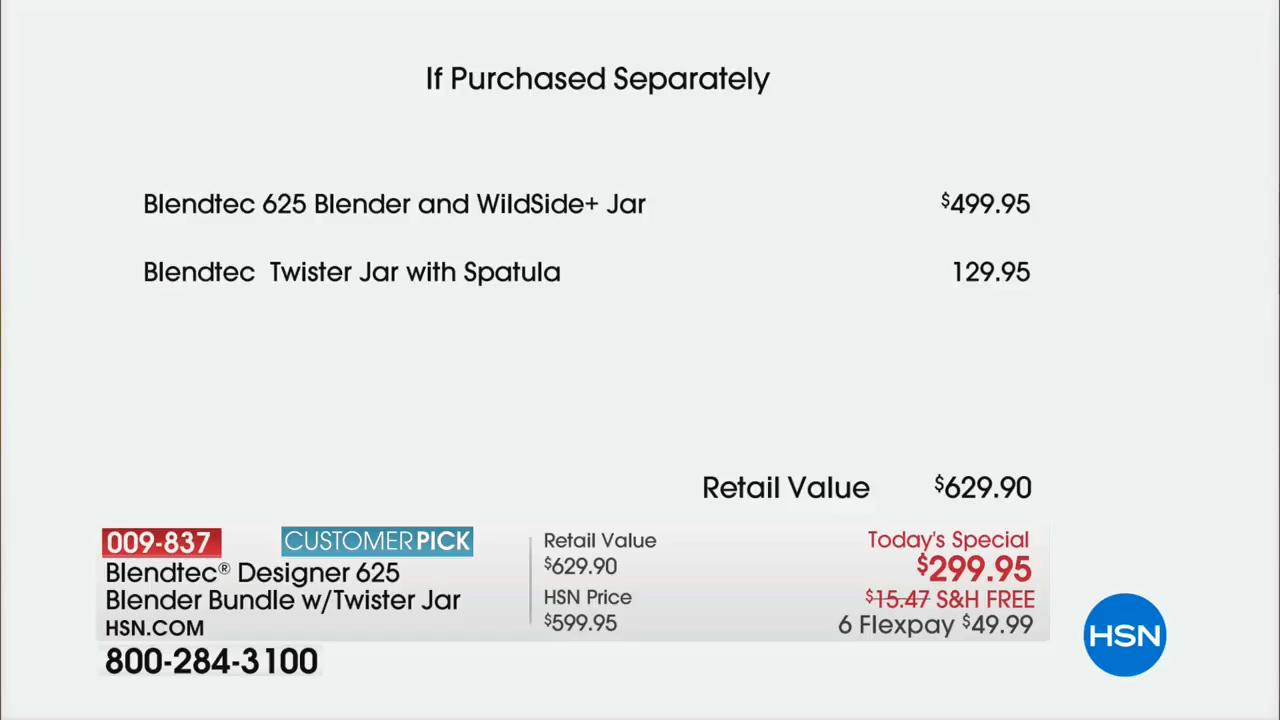 If Purchased Separately
Blendtec 625 Blender and WildSide+ Jar $499.95
Blendtec Twister Jar with Spatula 129.95
Retail Value $629.90
009-837 CUSTOMERPICK
Blendtec® Designer 625
Blender Bundle w/Twister Jar
HSN.COM
800-284-3100
Retail Value
$629.90
HSN Price
$599.95
Today's Special
$299.95
$15.47 S&H FREE
6 Flexpay $49.99
HSN